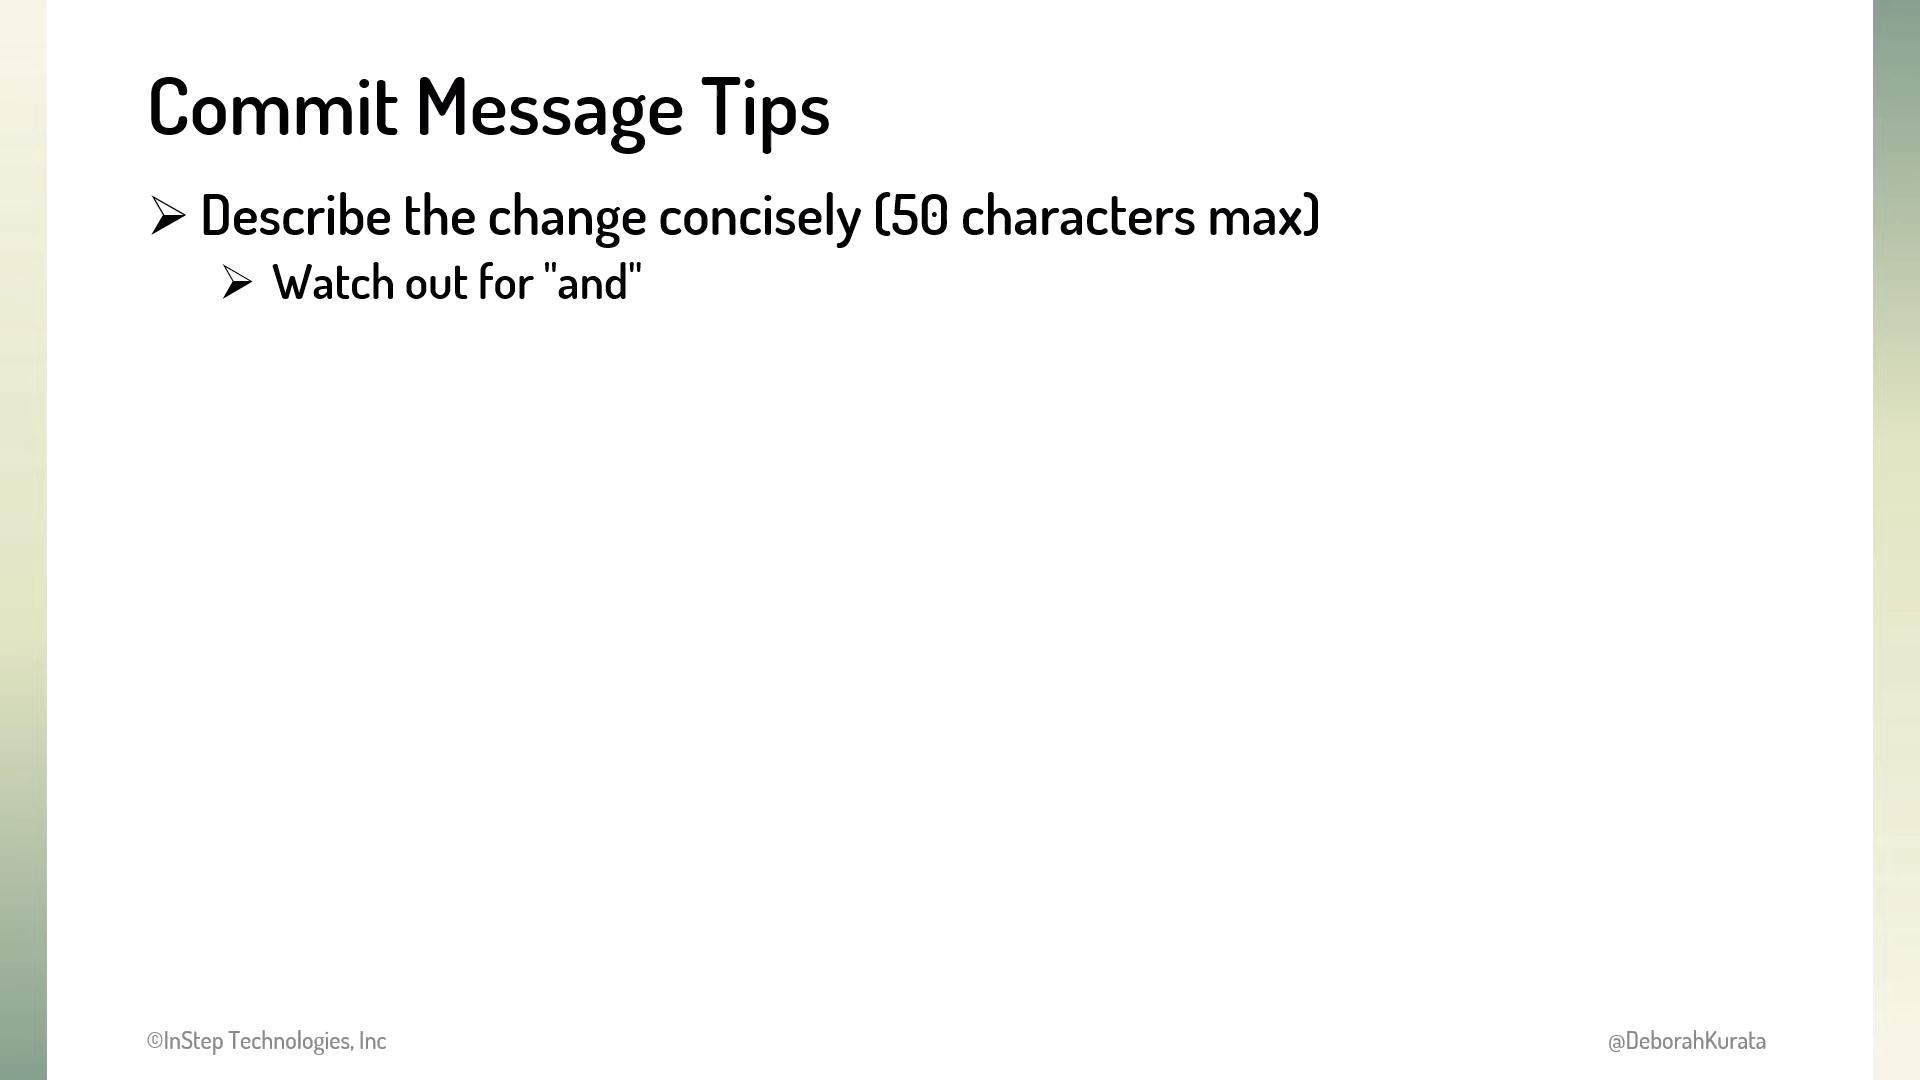 Commit Message Tips
➢ Describe the change concisely (50 characters max)
➢ Watch out for "and"
©InStep Technologies, Inc
@DeborahKurata